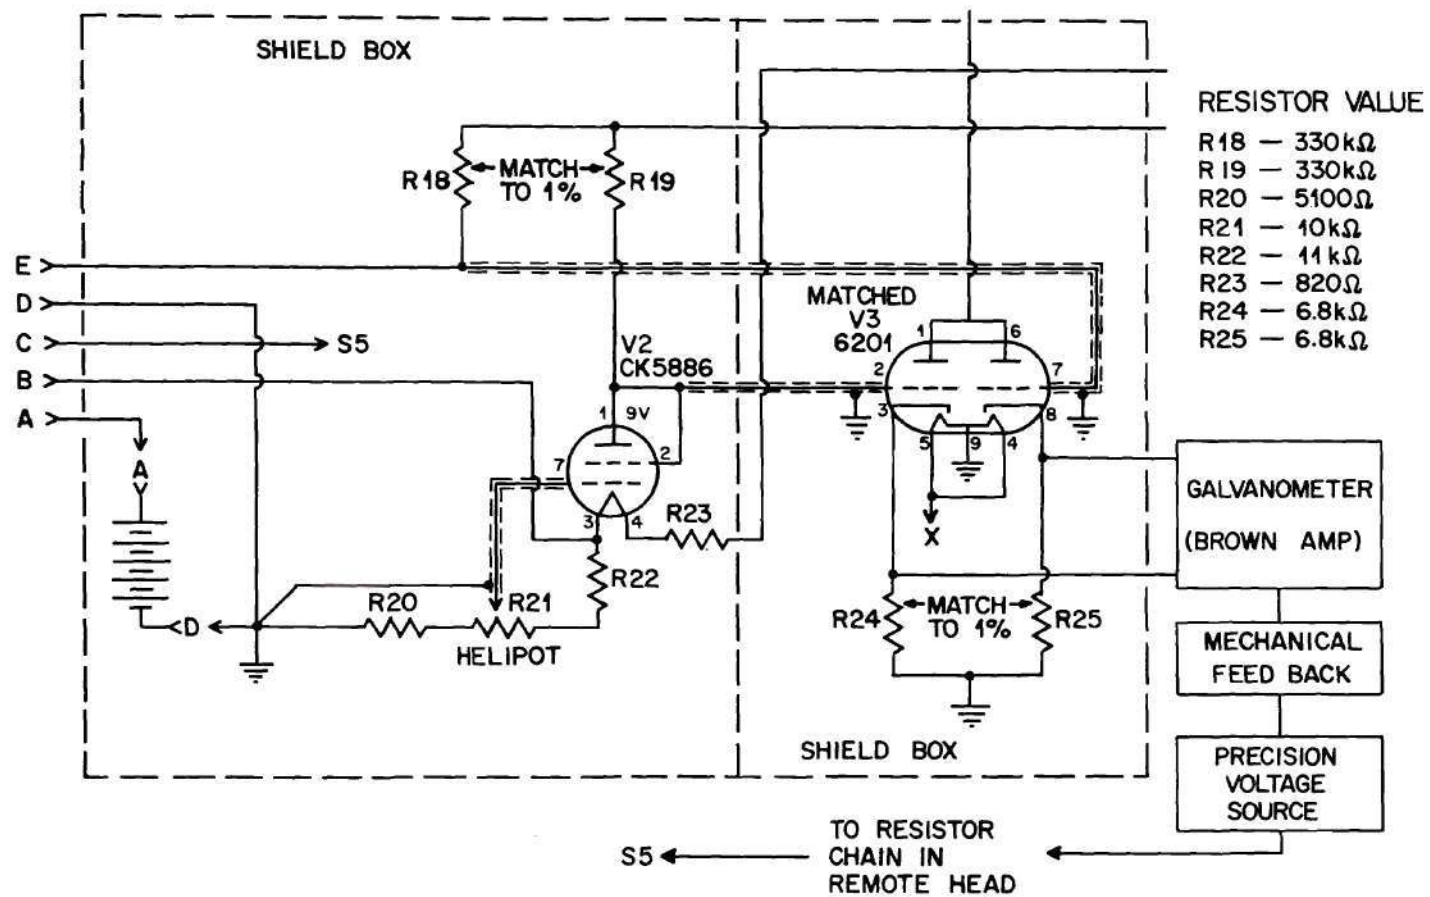 SHIELD BOX
RESISTOR VALUE
R18 – 330kΩ
R19 – 330kΩ
R20 – 5100Ω
R21 – 10kΩ
R22 – 11kΩ
R23 – 820Ω
R24 – 6.8kΩ
R25 – 6.8kΩ
R18
MATCH
TO 1%
R19
E
D
C
S5
B
A
A
D
MATCHED
V3
6201
1
6
2
7
3
8
5
9
4
X
V2
CK5886
1
9V
7
2
3
4
R23
R22
R20
R21
HELIPOT
R24
MATCH
TO 1%
R25
GALVANOMETER
(BROWN AMP)
MECHANICAL
FEED BACK
PRECISION
VOLTAGE
SOURCE
SHIELD BOX
S5
TO RESISTOR
CHAIN IN
REMOTE HEAD